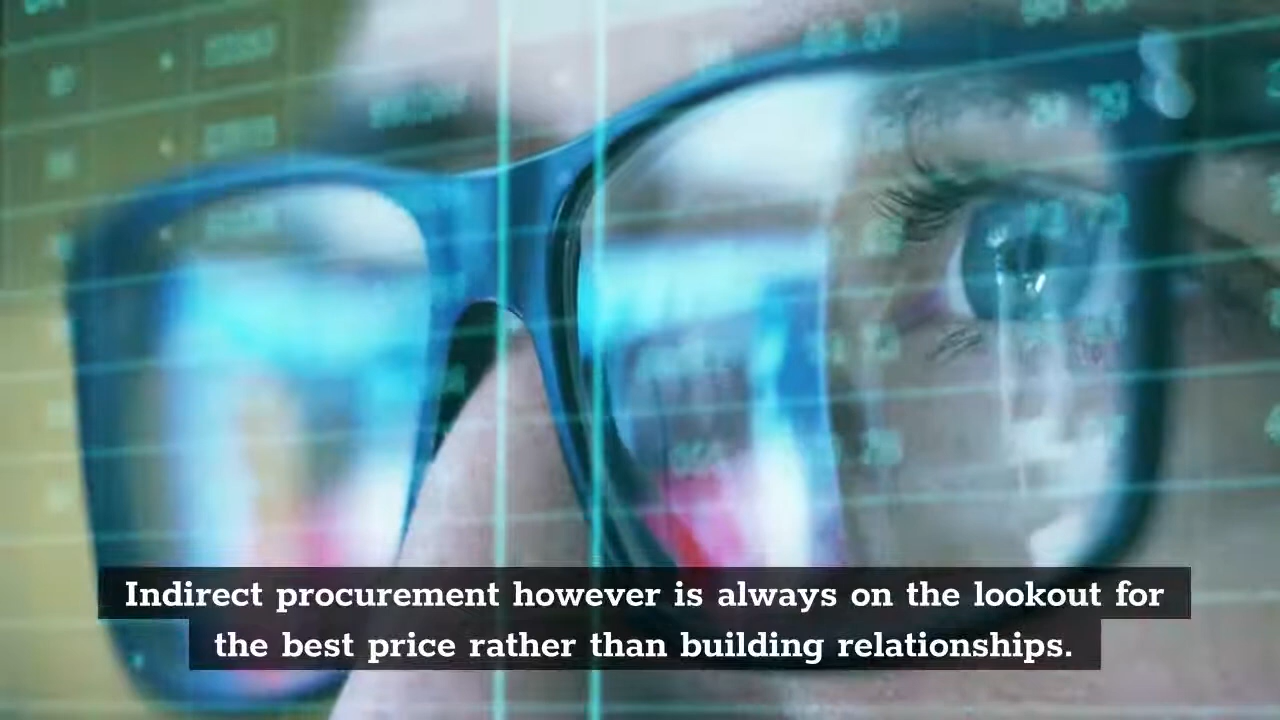 Indirect procurement however is always on the lookout for
the best price rather than building relationships.